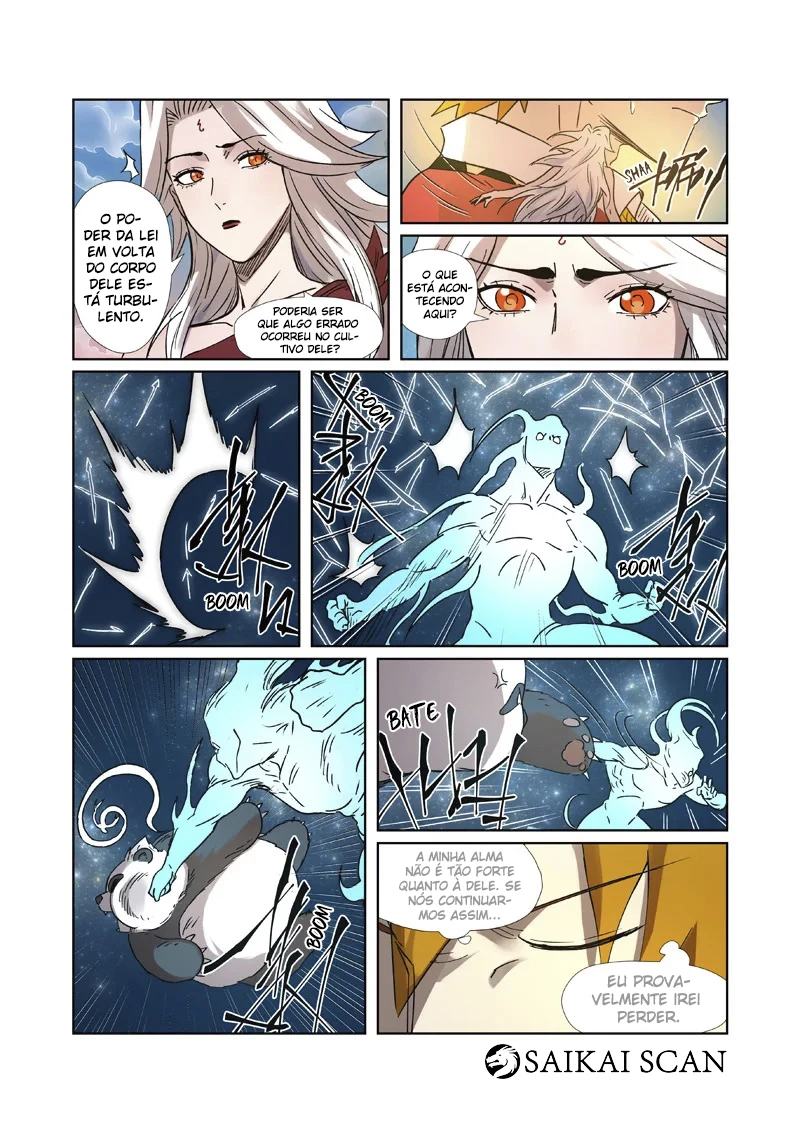 O PO-
DER DA LEI
EM VOLTA
DO CORPO
DELE ES-
TÁ TURBU-
LENTO.
PODERIA SER
QUE ALGO ERRADO
OCORREU NO CUL-
TIVO DELE?
SHAA
O QUE
ESTÁ ACON-
TECENDO
AQUI?
BOOM
BOOM
BOOM
BOOM
BOOM
BATE
A MINHA ALMA
NÃO É TÃO FORTE
QUANTO À DELE. SE
NÓS CONTINUAR-
MOS ASSIM...
EU PROVA-
VELMENTE IREI
PERDER.
SAIKAI SCAN